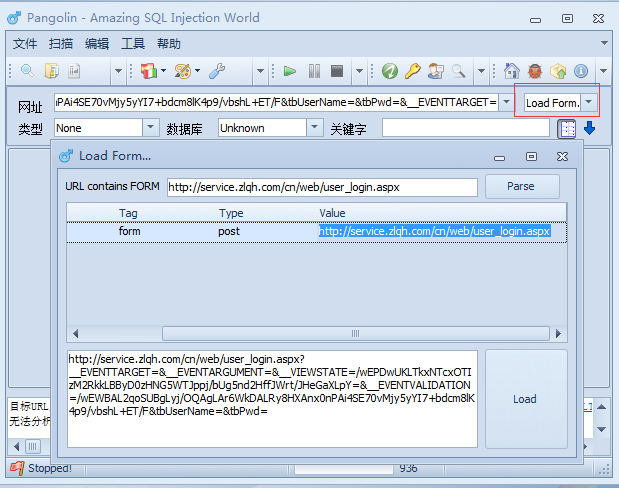 Pangolin - Amazing SQL Injection World
文件 扫描 编辑 工具 帮助
网址 iPAi4SE70vMjy5yYI7+bdcm8lK4p9/vbshL+ET/F&tbUserName=&tbPwd=&__EVENTTARGET= Load Form.
类型 None 数据库 Unknown 关键字
Load Form...
URL contains FORM http://service.zlqh.com/cn/web/user_login.aspx Parse
Tag Type Value
form post http://service.zlqh.com/cn/web/user_login.aspx
http://service.zlqh.com/cn/web/user_login.aspx?
__EVENTTARGET=&__EVENTARGUMENT=&__VIEWSTATE=/wEPDwUKLTkxNTcxOTI
zM2RkkLBByD0zHNG5WTJppj/bUg5nd2HffJWrt/JHeGaXLpY=&__EVENTVALIDATION
=/wEWBAL2qoSUBgLyj/OQAgLAr6WkDALRy8HXAnx0nPAi4SE70vMjy5yYI7+bdcm8lK
4p9/vbshL+ET/F&tbUserName=&tbPwd=
Load
目标URL
无法分析
Stopped! 936